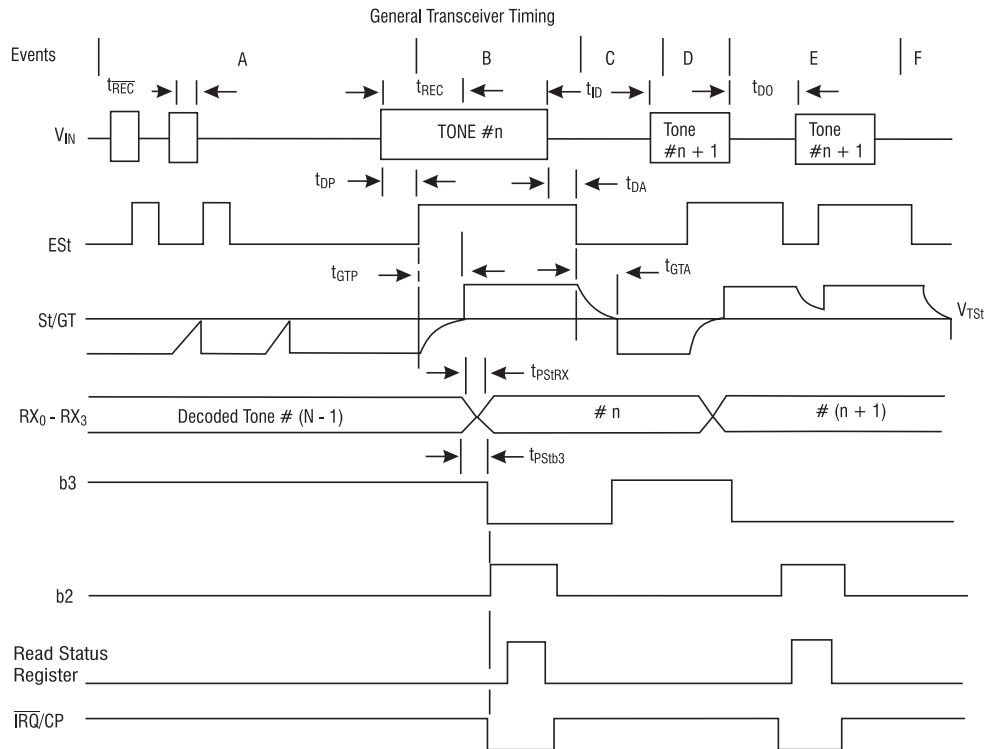 General Transceiver Timing
Events A B C D E F
tREC tREC tID tDO
VIN TONE #n Tone #n + 1 Tone #n + 1
tDP tDA
ESt
tGTP tGTA
St/GT VTSt
tPStRX
RX0 - RX3 Decoded Tone # (N - 1) # n # (n + 1)
tPStb3
b3
b2
Read Status
Register
IRQ/CP